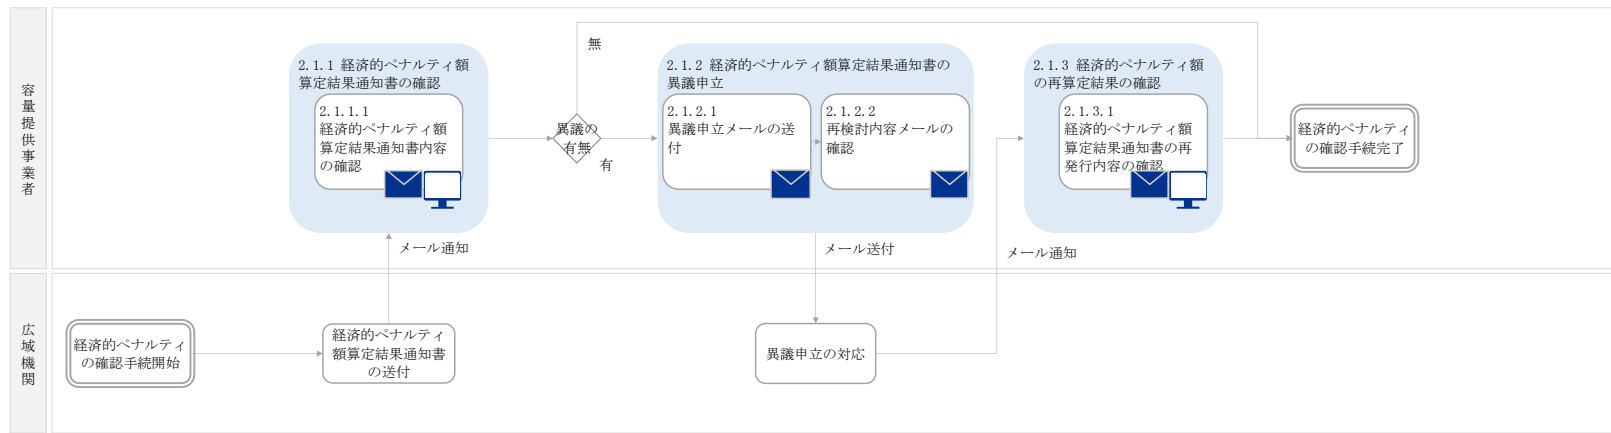 容量提供事業者
無
2.1.1 経済的ペナルティ額
算定結果通知書の確認
2.1.1.1
経済的ペナルティ額
算定結果通知書内容
の確認
異議の
有無
有
2.1.2 経済的ペナルティ額算定結果通知書の
異議申立
2.1.2.1
異議申立メールの送
付
2.1.2.2
再検討内容メールの
確認
2.1.3 経済的ペナルティ額
の再算定結果の確認
2.1.3.1
経済的ペナルティ額
算定結果通知書の再
発行内容の確認
経済的ペナルティ
の確認手続完了
メール通知
メール送付
メール通知
広域機関
経済的ペナルティ
の確認手続開始
経済的ペナルティ
額算定結果通知書
の送付
異議申立の対応